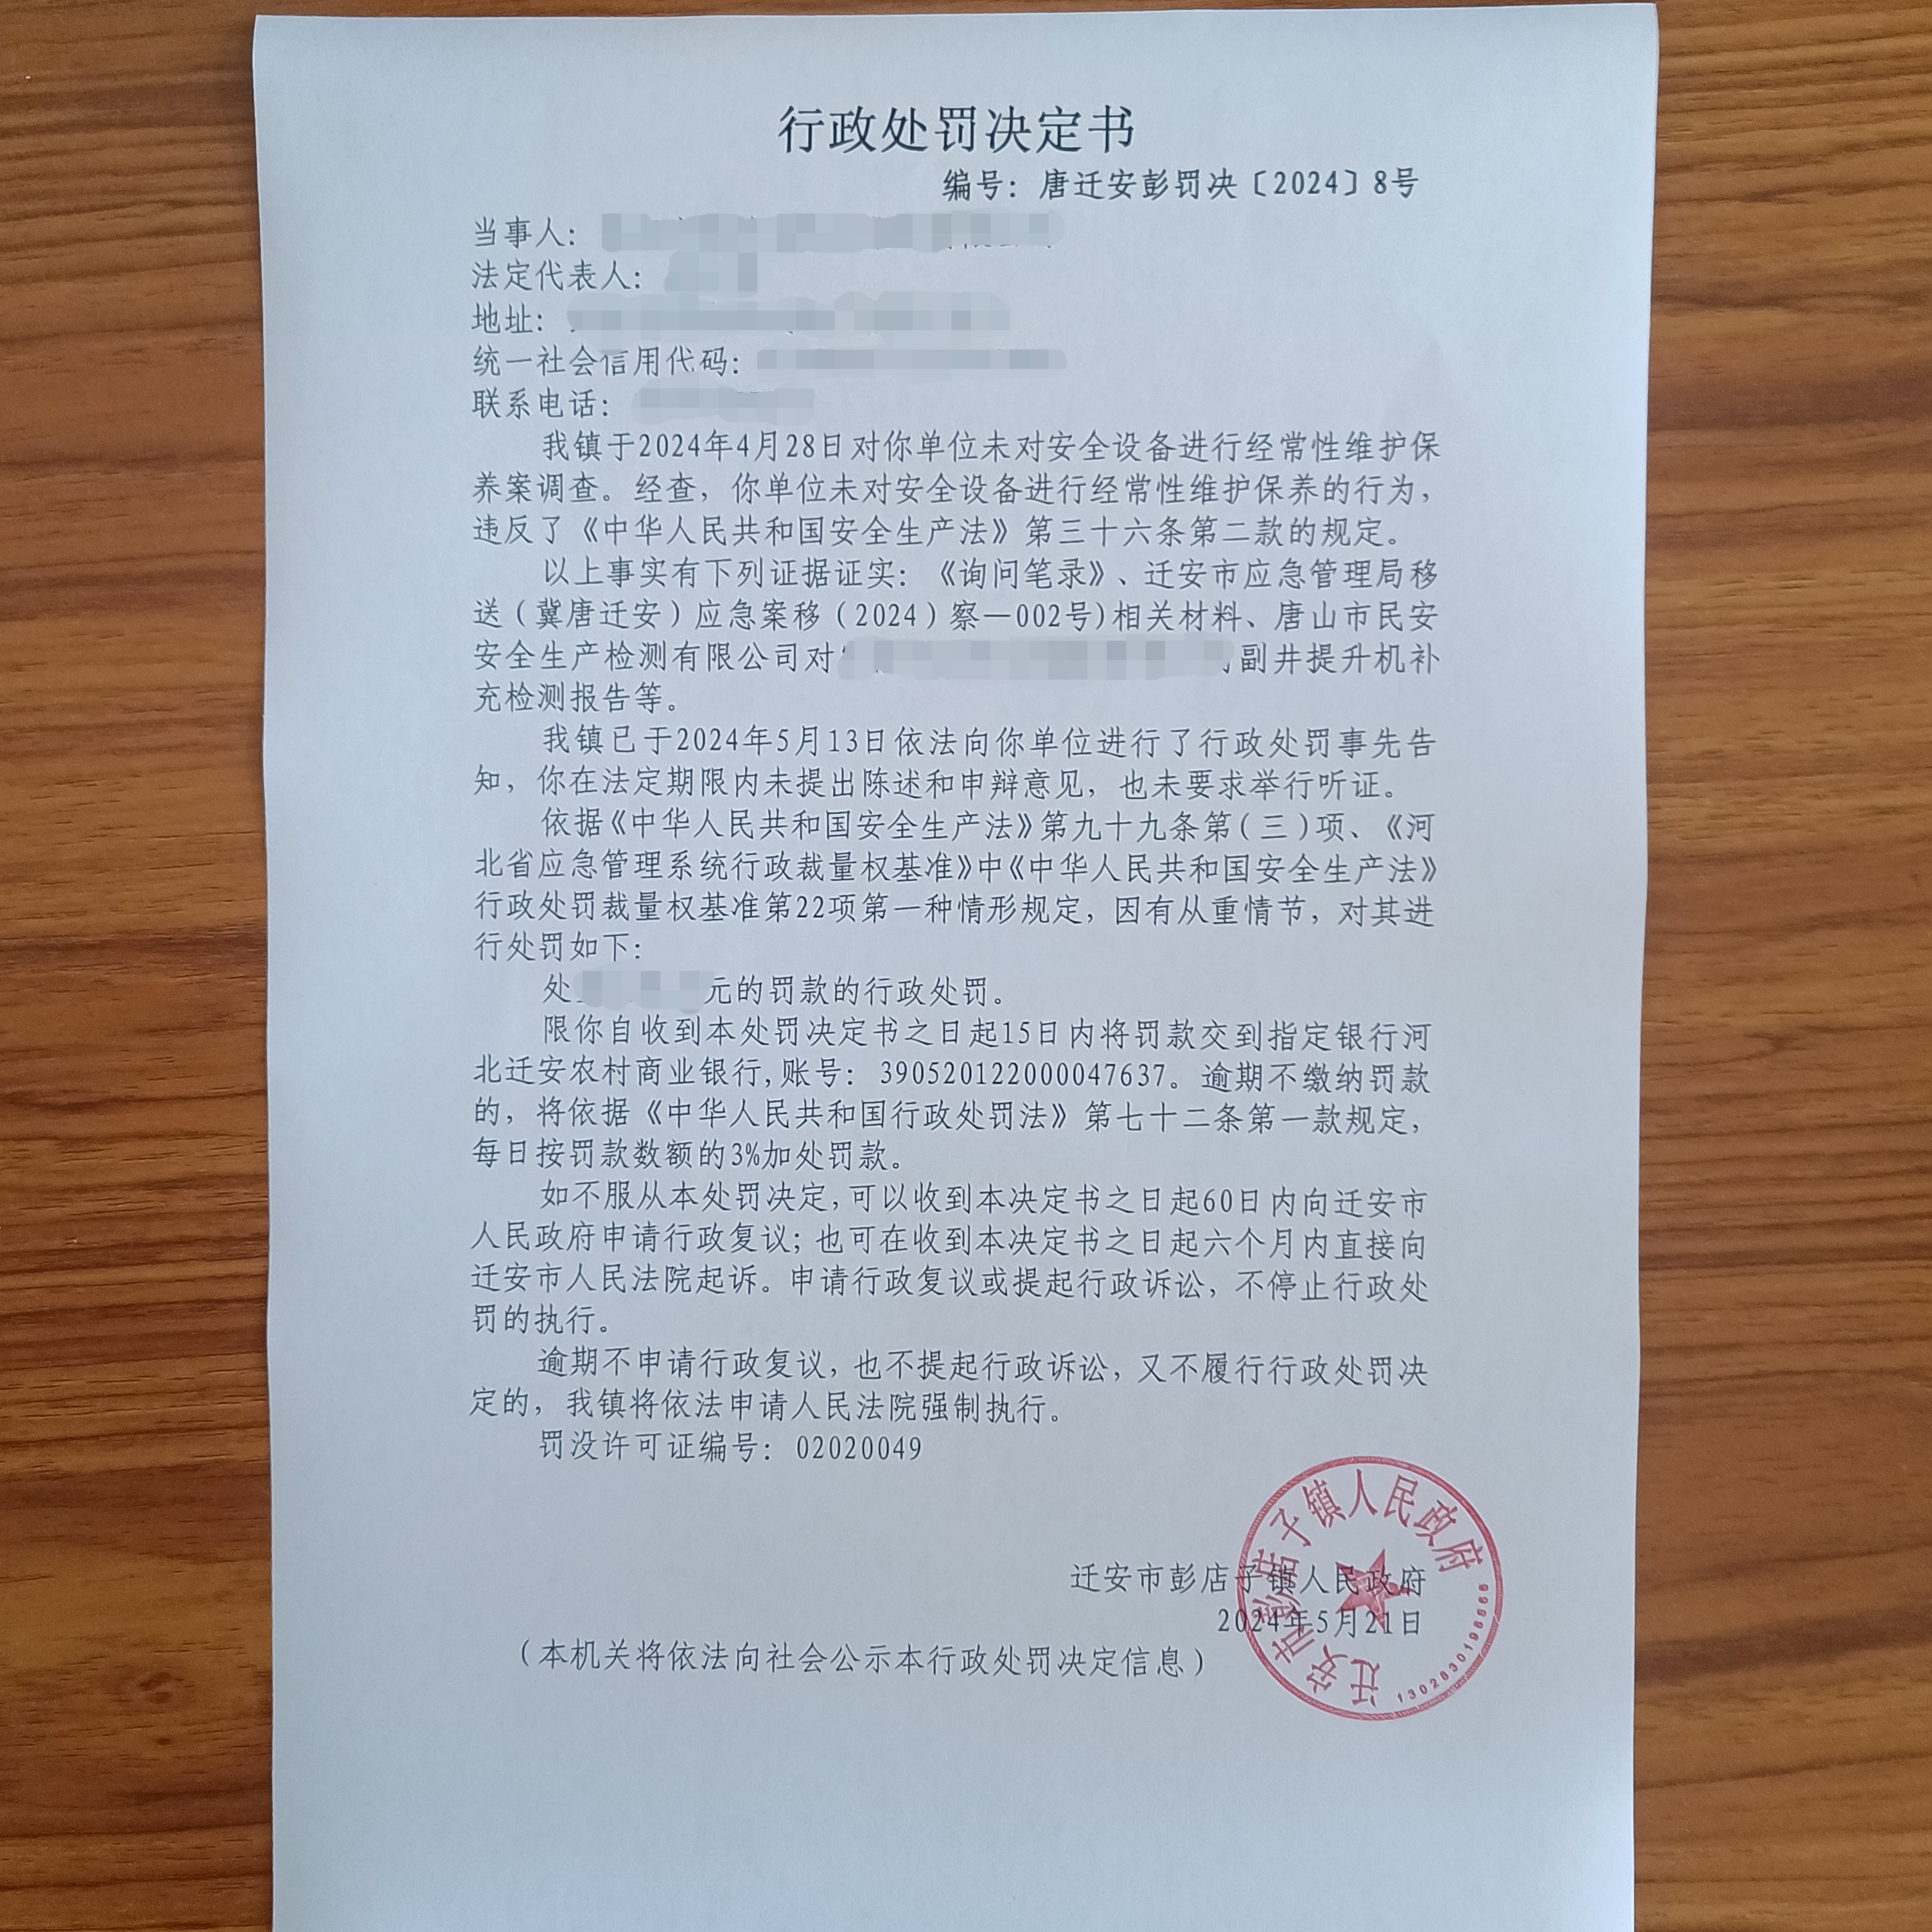 行政处罚决定书
编号：唐迁安彭罚决〔2024〕8号
当事人：
法定代表人：
地址：
统一社会信用代码：
联系电话：
我镇于2024年4月28日对你单位未对安全设备进行经常性维护保
养案调查。经查，你单位未对安全设备进行经常性维护保养的行为，
违反了《中华人民共和国安全生产法》第三十六条第二款的规定。
以上事实有下列证据证实：《询问笔录》、迁安市应急管理局移
送（冀唐迁安）应急案移（2024）察—002号)相关材料、唐山市民安
安全生产检测有限公司对副井提升机补
充检测报告等。
我镇已于2024年5月13日依法向你单位进行了行政处罚事先告
知，你在法定期限内未提出陈述和申辩意见，也未要求举行听证。
依据《中华人民共和国安全生产法》第九十九条第（三）项、《河
北省应急管理系统行政裁量权基准》中《中华人民共和国安全生产法》
行政处罚裁量权基准第22项第一种情形规定，因有从重情节，对其进
行处罚如下：
处元的罚款的行政处罚。
限你自收到本处罚决定书之日起15日内将罚款交到指定银行河
北迁安农村商业银行,账号：390520122000047637。逾期不缴纳罚款
的，将依据《中华人民共和国行政处罚法》第七十二条第一款规定，
每日按罚款数额的3%加处罚款。
如不服从本处罚决定,可以收到本决定书之日起60日内向迁安市
人民政府申请行政复议；也可在收到本决定书之日起六个月内直接向
迁安市人民法院起诉。申请行政复议或提起行政诉讼，不停止行政处
罚的执行。
逾期不申请行政复议，也不提起行政诉讼，又不履行行政处罚决
定的，我镇将依法申请人民法院强制执行。
罚没许可证编号：02020049
迁安市彭店子镇人民政府
2024年5月21日
（本机关将依法向社会公示本行政处罚决定信息）
迁安市彭店子镇人民政府
1302830198666